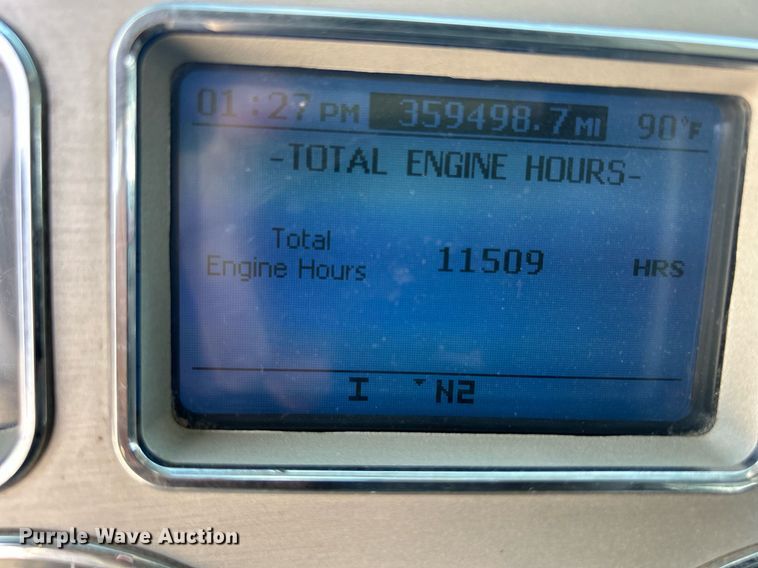 01:27 PM 359498.7 MI 90°F
-TOTAL ENGINE HOURS-
Total
Engine Hours 11509 HRS
I N2
Purple Wave Auction